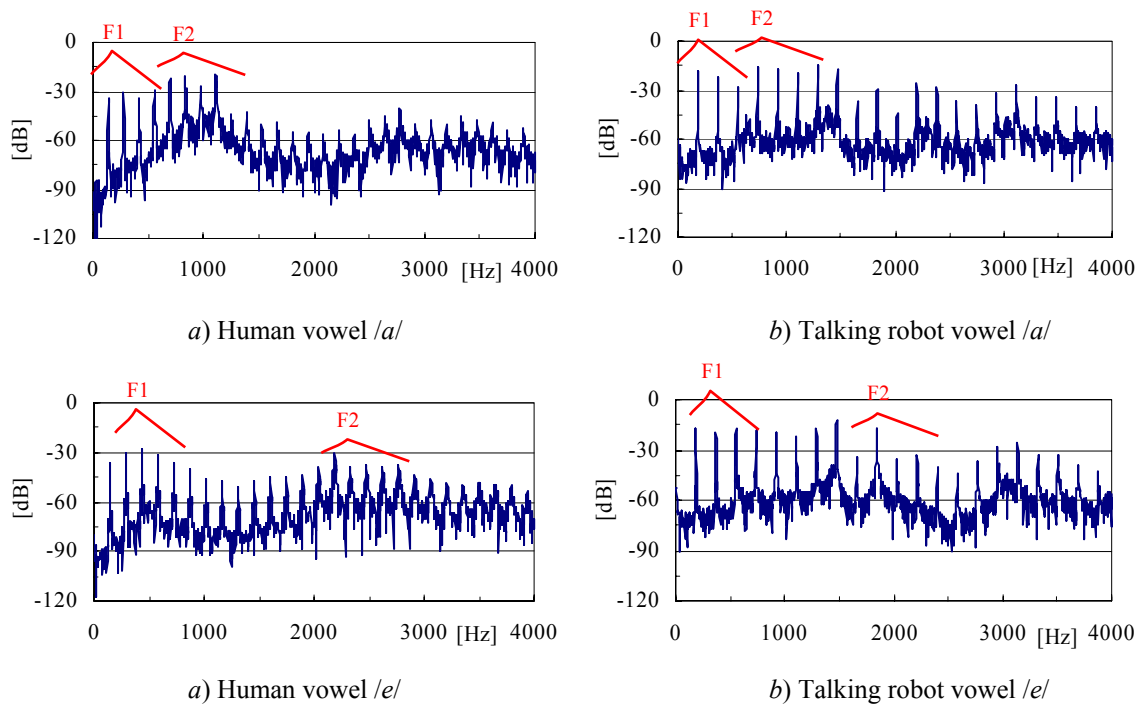 F1
F2
0
-30
-60
-90
-120
[dB]
0
1000
2000
3000
[Hz]
4000
a) Human vowel /a/
F1
F2
0
-30
-60
-90
-120
[dB]
0
1000
2000
3000
[Hz]
4000
b) Talking robot vowel /a/
F1
F2
0
-30
-60
-90
-120
[dB]
0
1000
2000
3000
[Hz]
4000
a) Human vowel /e/
F1
F2
0
-30
-60
-90
-120
[dB]
0
1000
2000
3000
[Hz]
4000
b) Talking robot vowel /e/